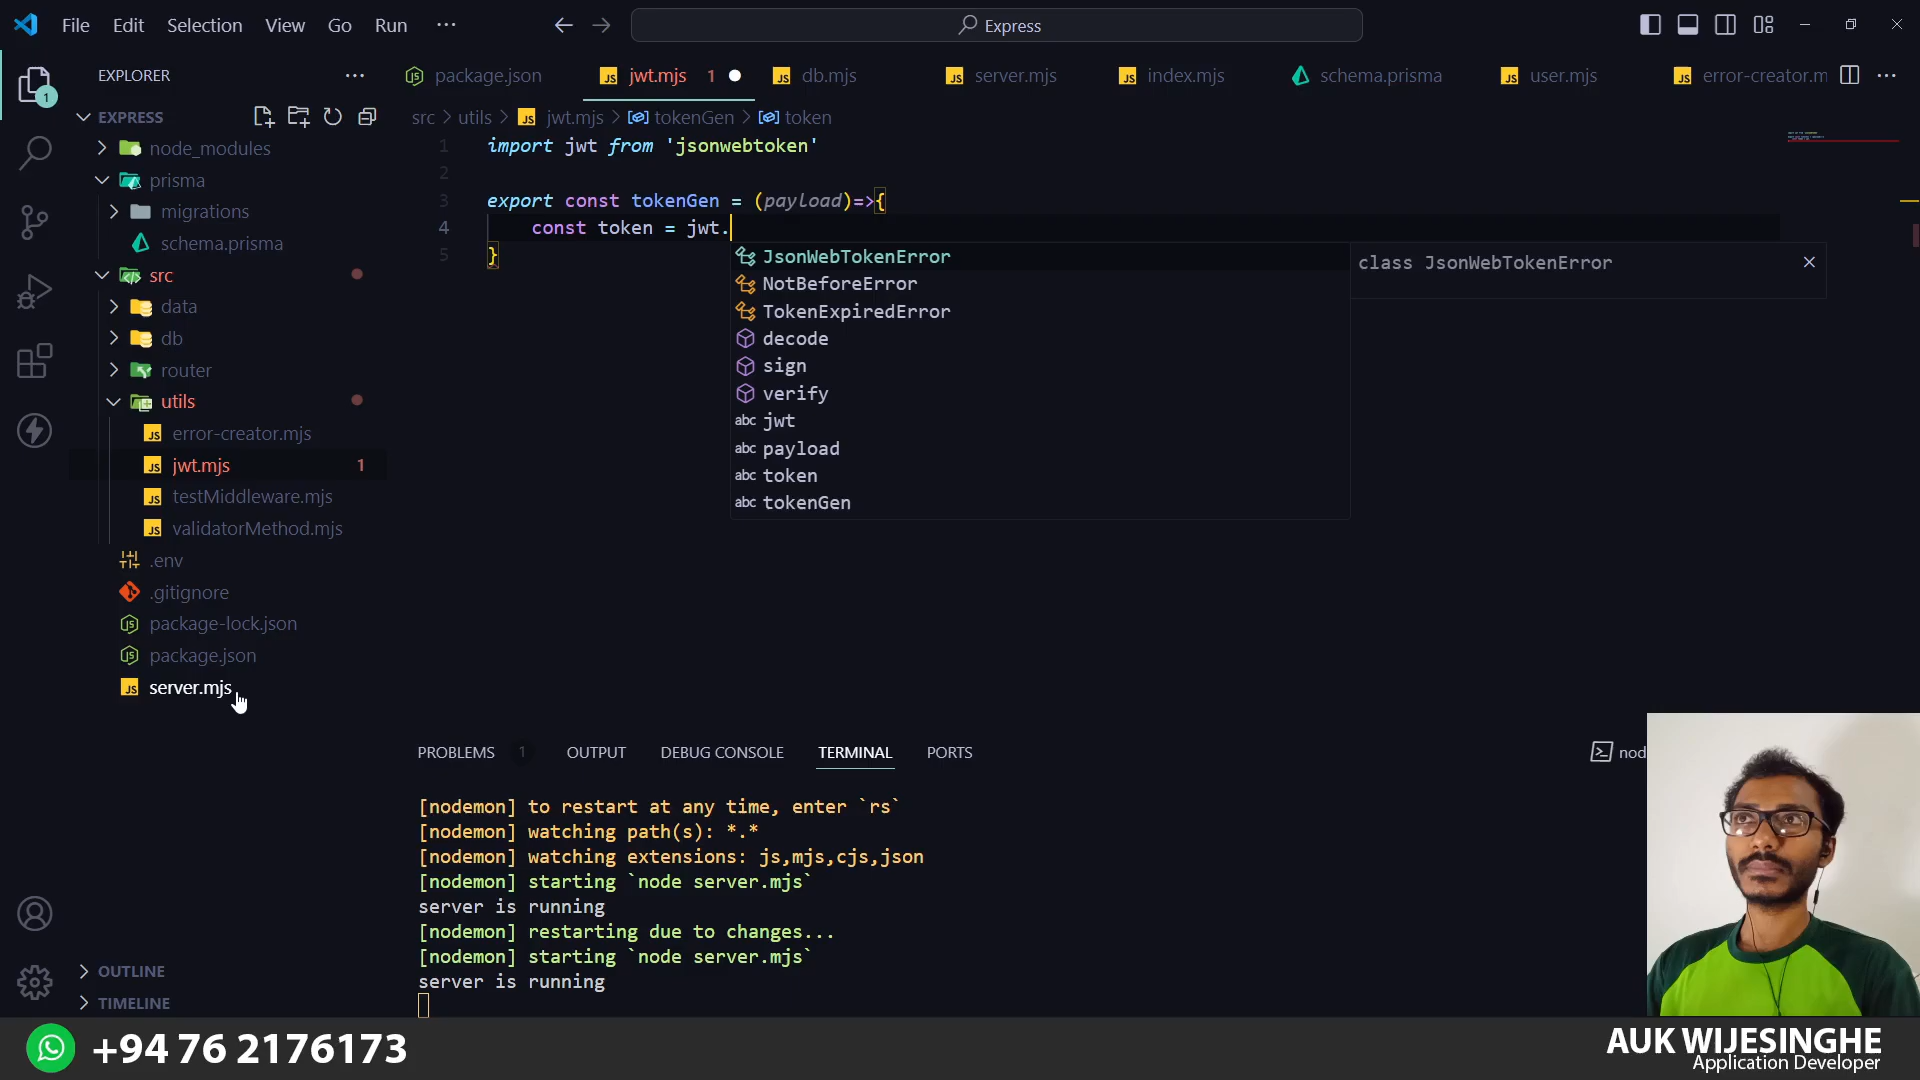 File Edit Selection View Go Run ...
Express
EXPLORER ...
package.json
jwt.mjs 1
db.mjs
server.mjs
index.mjs
schema.prisma
user.mjs
error-creator.m
EXPRESS
src > utils > jwt.mjs > tokenGen > token
node_modules
prisma
migrations
schema.prisma
src
data
db
router
utils
error-creator.mjs
jwt.mjs 1
testMiddleware.mjs
validatorMethod.mjs
.env
.gitignore
package-lock.json
package.json
server.mjs
OUTLINE
TIMELINE
1 import jwt from 'jsonwebtoken'
2
3 export const tokenGen = (payload)=>{
4 const token = jwt.
5 }
JsonWebTokenError
NotBeforeError
TokenExpiredError
decode
sign
verify
abc jwt
abc payload
abc token
abc tokenGen
class JsonWebTokenError
PROBLEMS 1 OUTPUT DEBUG CONSOLE TERMINAL PORTS
nod
[nodemon] to restart at any time, enter `rs`
[nodemon] watching path(s): *.*
[nodemon] watching extensions: js,mjs,cjs,json
[nodemon] starting `node server.mjs`
server is running
[nodemon] restarting due to changes...
[nodemon] starting `node server.mjs`
server is running
+94 76 2176173
AUK WIJESINGHE
Application Developer